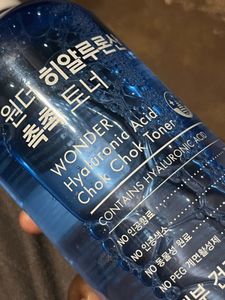 원더 히알루론산
촉촉 토너
WONDER
Hyaluronic Acid
Chok Chok Toner
CONTAINS HYALURONIC ACID
NO 인공향료
NO 인공색소
NO 동물성 원료
NO PEG 계면활성제